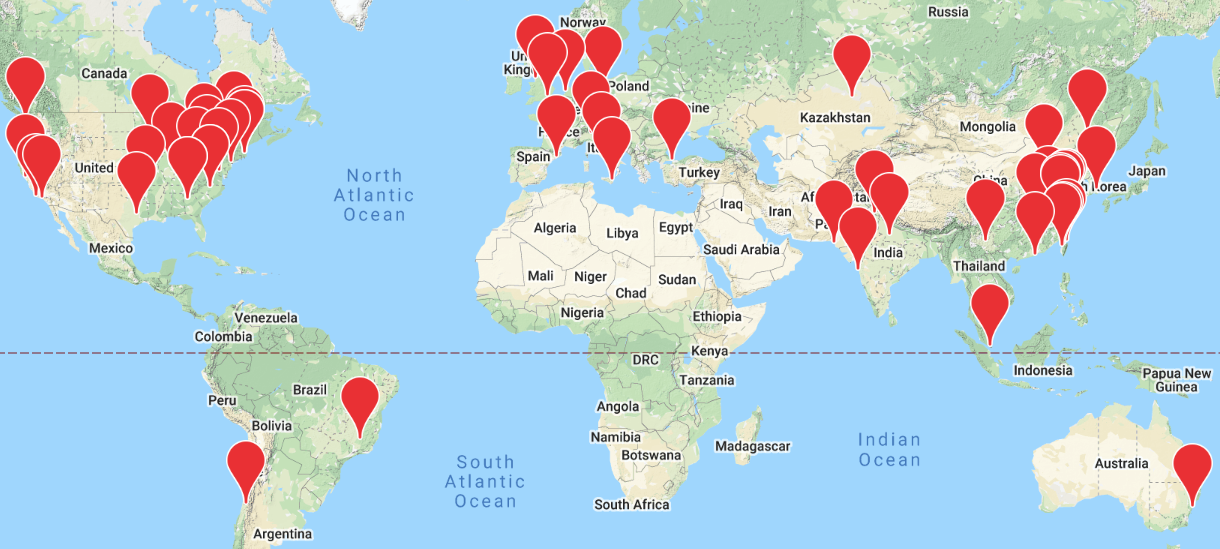 Norway
Russia
Canada
Poland
Kazakhstan
Mongolia
Spain
Turkey
United
Japan
China
North
Atlantic
Ocean
Iraq
Iran
Algeria
Libya
Egypt
Saudi Arabia
Mexico
India
Thailand
Mali
Niger
Sudan
Chad
Nigeria
Ethiopia
Venezuela
Colombia
DRC
Kenya
Indonesia
Papua New
Guinea
Tanzania
Brazil
Peru
Angola
Bolivia
Namibia
Botswana
Madagascar
Indian
Ocean
South
Atlantic
Ocean
Australia
South Africa
Argentina